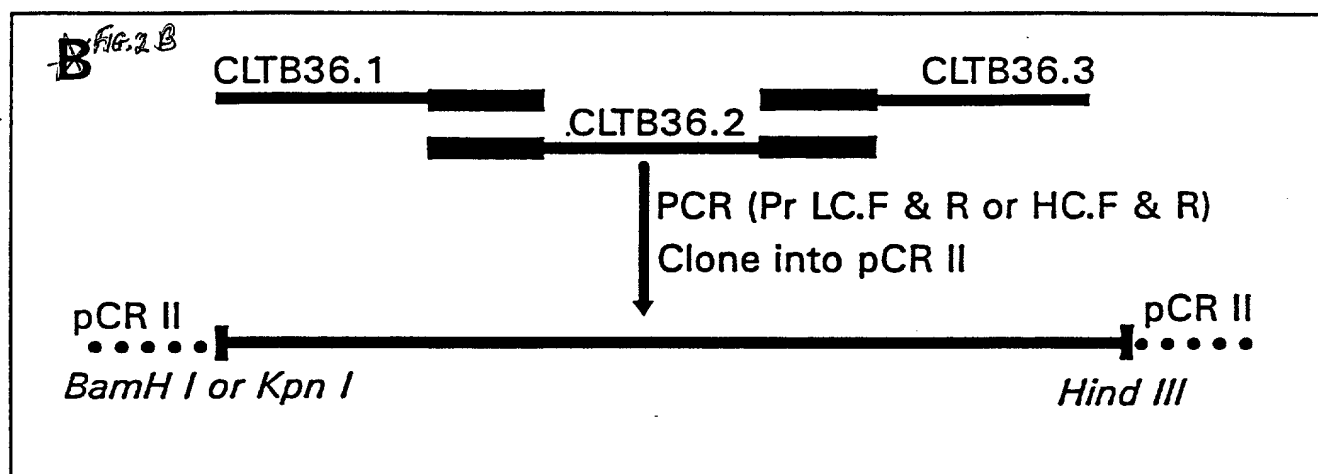 B FIG. 2 B
CLTB36.1
CLTB36.3
CLTB36.2
PCR (Pr LC.F & R or HC.F & R)
Clone into pCR II
pCR II
pCR II
BamH I or Kpn I
Hind III